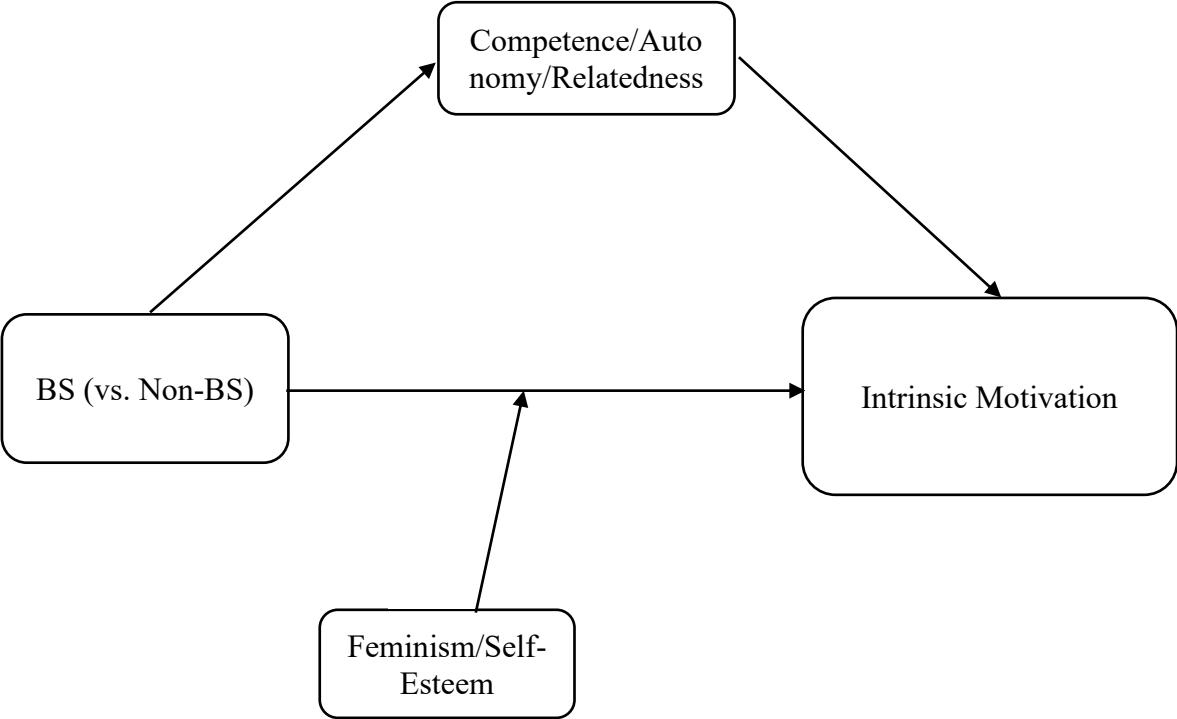 Competence/Auto
nomy/Relatedness
BS (vs. Non-BS)
Intrinsic Motivation
Feminism/Self-
Esteem